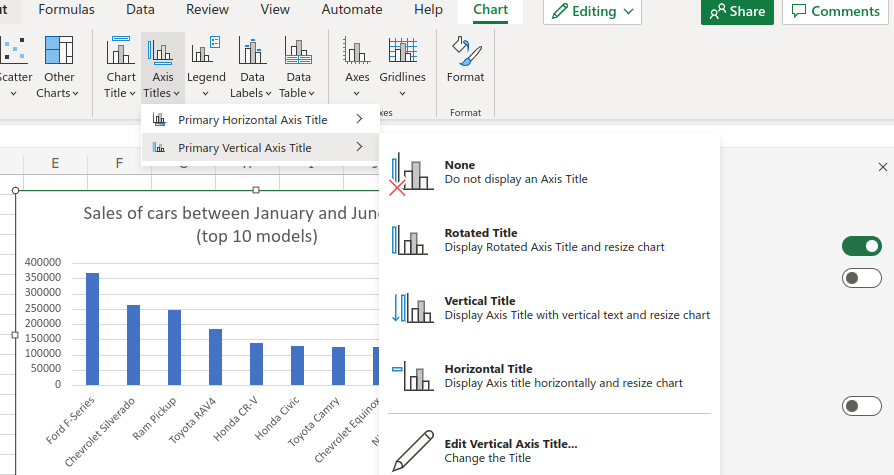 Formulas Data Review View Automate Help Chart Editing Share Comments
Scatter Other Charts Chart Title Axis Titles Legend Data Labels Data Table Axes Gridlines Format
Format
Primary Horizontal Axis Title
Primary Vertical Axis Title
None
Do not display an Axis Title
Rotated Title
Display Rotated Axis Title and resize chart
Vertical Title
Display Axis Title with vertical text and resize chart
Horizontal Title
Display Axis title horizontally and resize chart
Edit Vertical Axis Title...
Change the Title
E F
Sales of cars between January and June
(top 10 models)
400000
350000
300000
250000
200000
150000
100000
50000
0
Ford F-Series
Chevrolet Silverado
Ram Pickup
Toyota RAV4
Honda CR-V
Honda Civic
Toyota Camry
Chevrolet Equinox